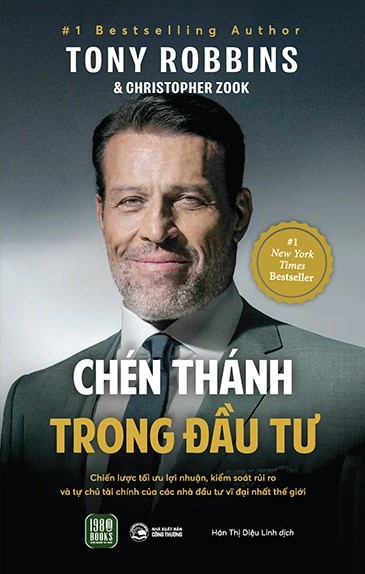 #1 Bestselling Author
TONY ROBBINS
& CHRISTOPHER ZOOK
#1
New York
Times
Bestseller
CHÉN THÁNH
TRONG ĐẦU TƯ
Chiến lược tối ưu lợi nhuận, kiểm soát rủi ro
và tự chủ tài chính của các nhà đầu tư vĩ đại nhất thế giới
1980
BOOKS
NHÀ XUẤT BẢN
CÔNG THƯƠNG
Hán Thị Diệu Linh dịch